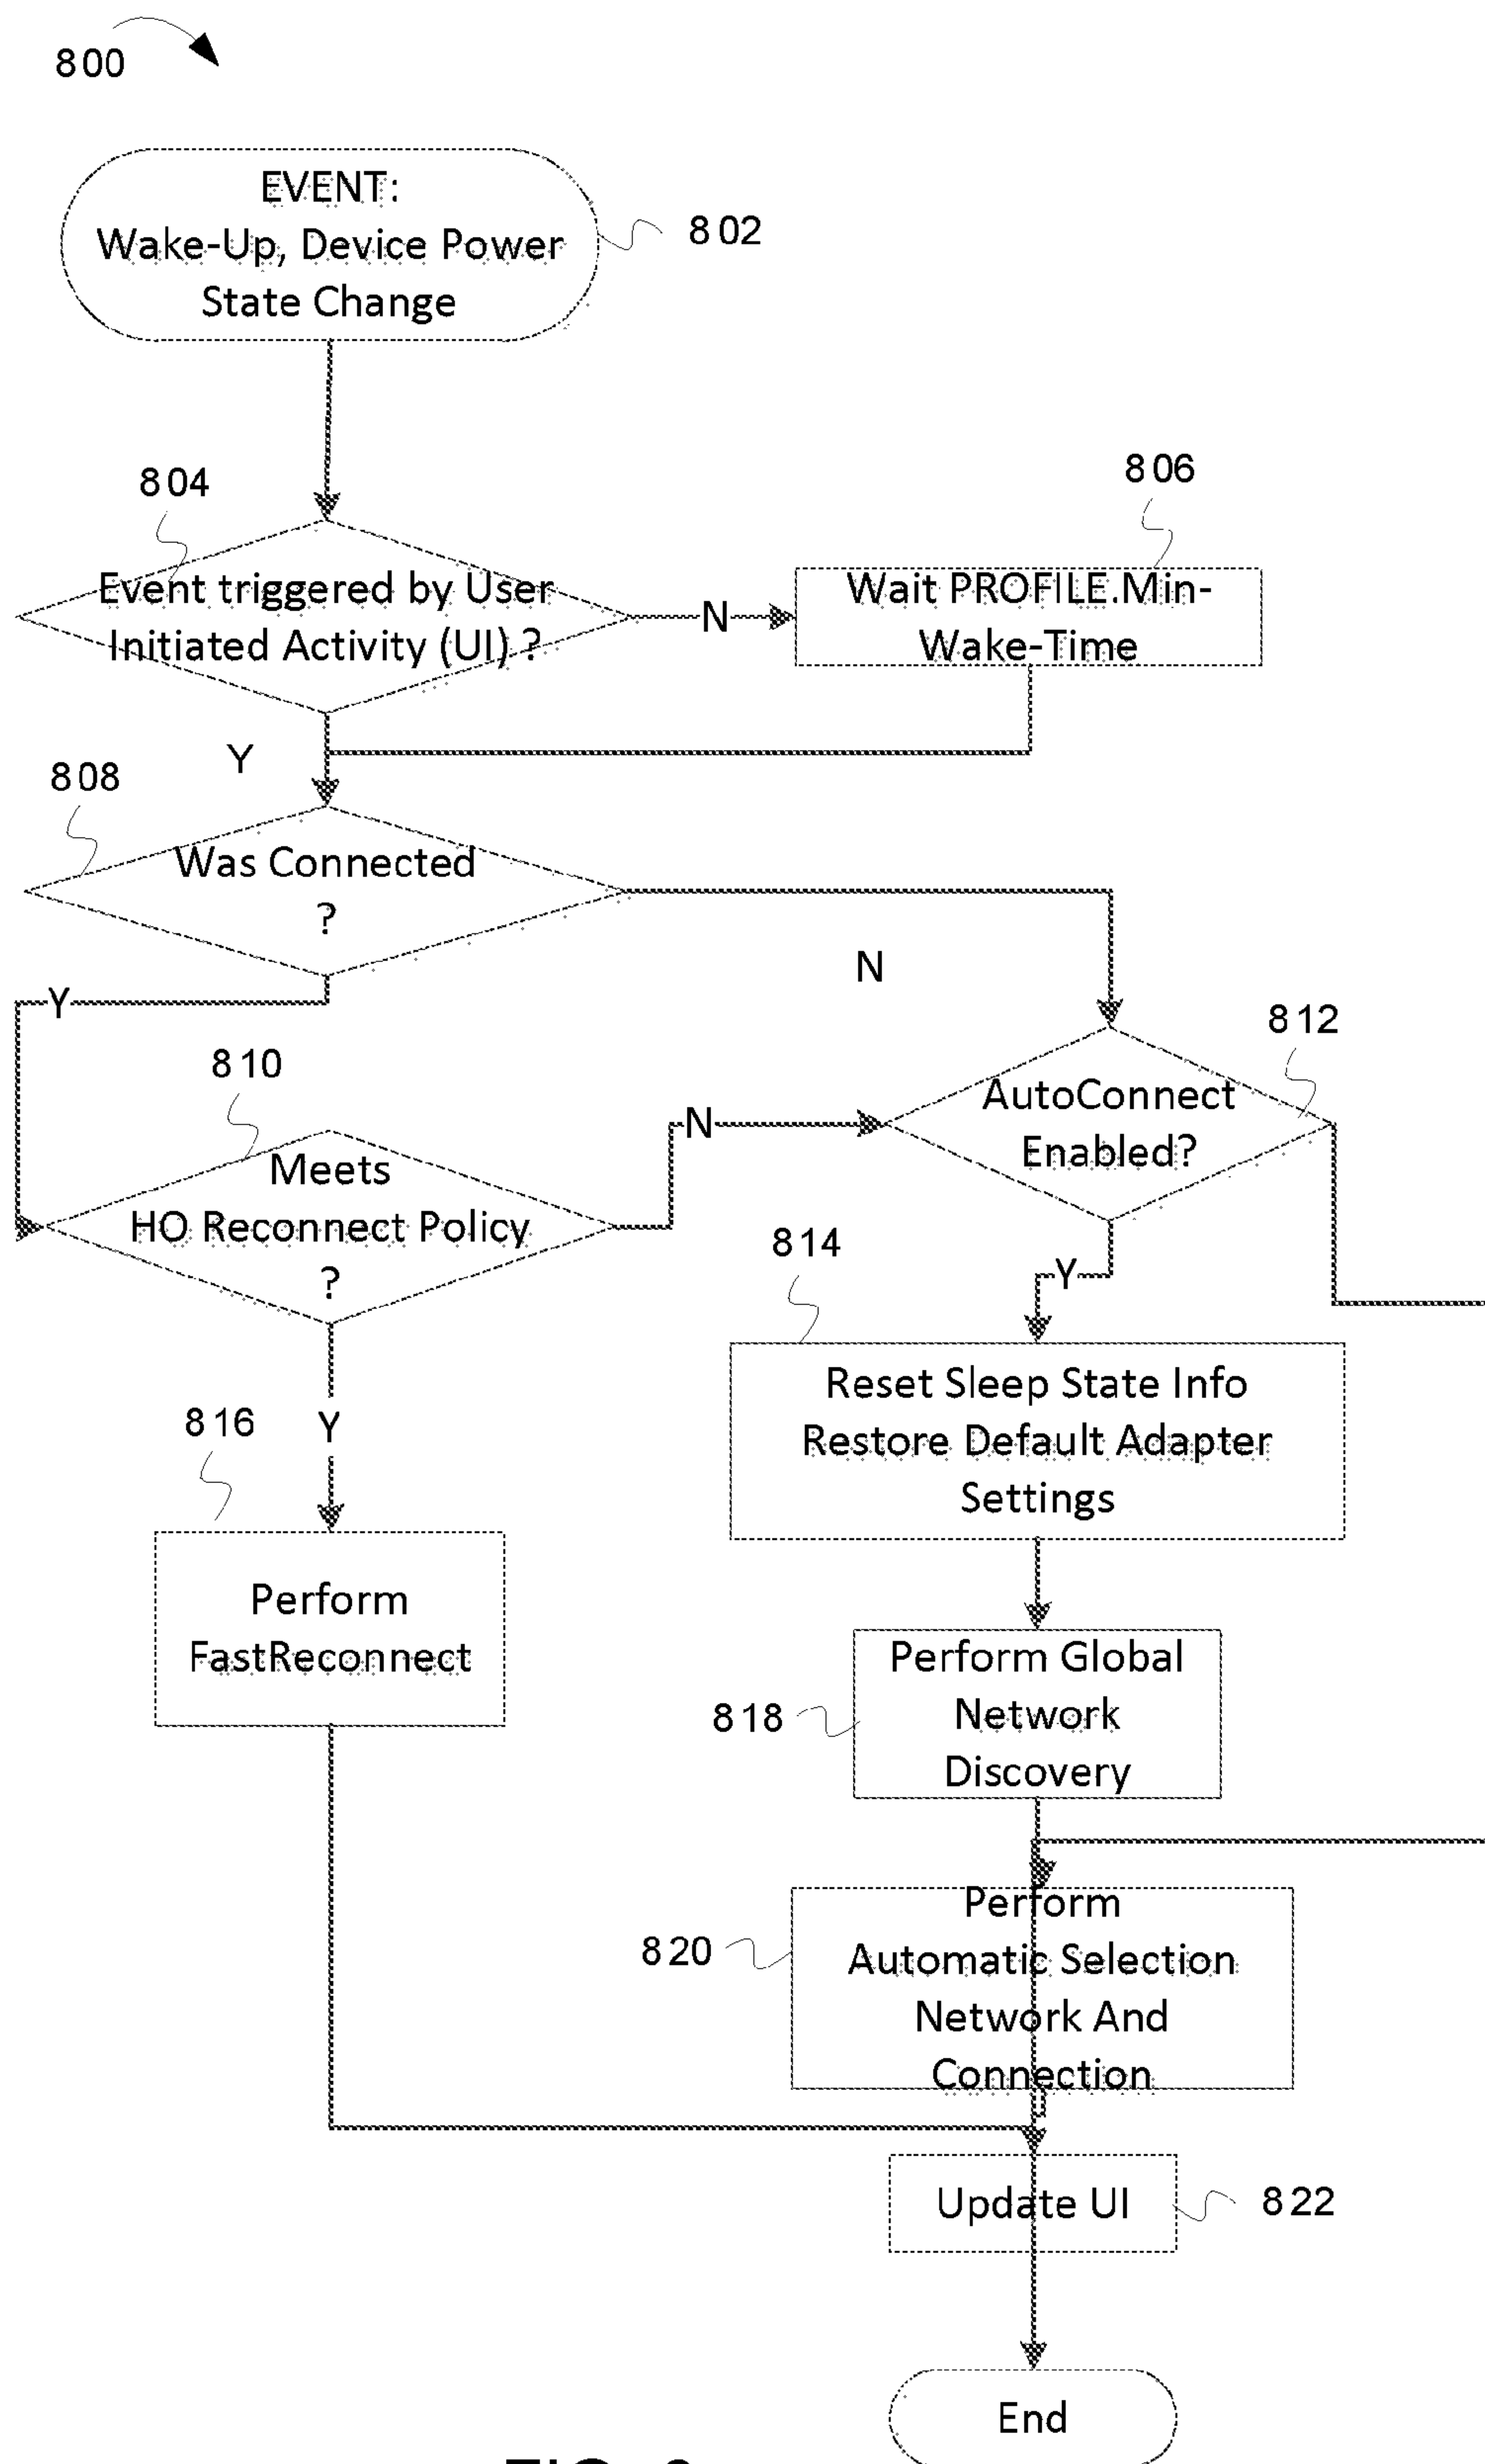 800
EVENT:
Wake-Up, Device Power
State Change
802
804
Event triggered by User
Initiated Activity (UI) ?
N
806
Wait PROFILE.Min-
Wake-Time
Y
808
Was Connected
?
N
Y
810
Meets
HO Reconnect Policy
?
N
812
AutoConnect
Enabled?
Y
814
Reset Sleep State Info
Restore Default Adapter
Settings
Y
816
Perform
FastReconnect
818
Perform Global
Network
Discovery
820
Perform
Automatic Selection
Network And
Connection
Update UI
822
End